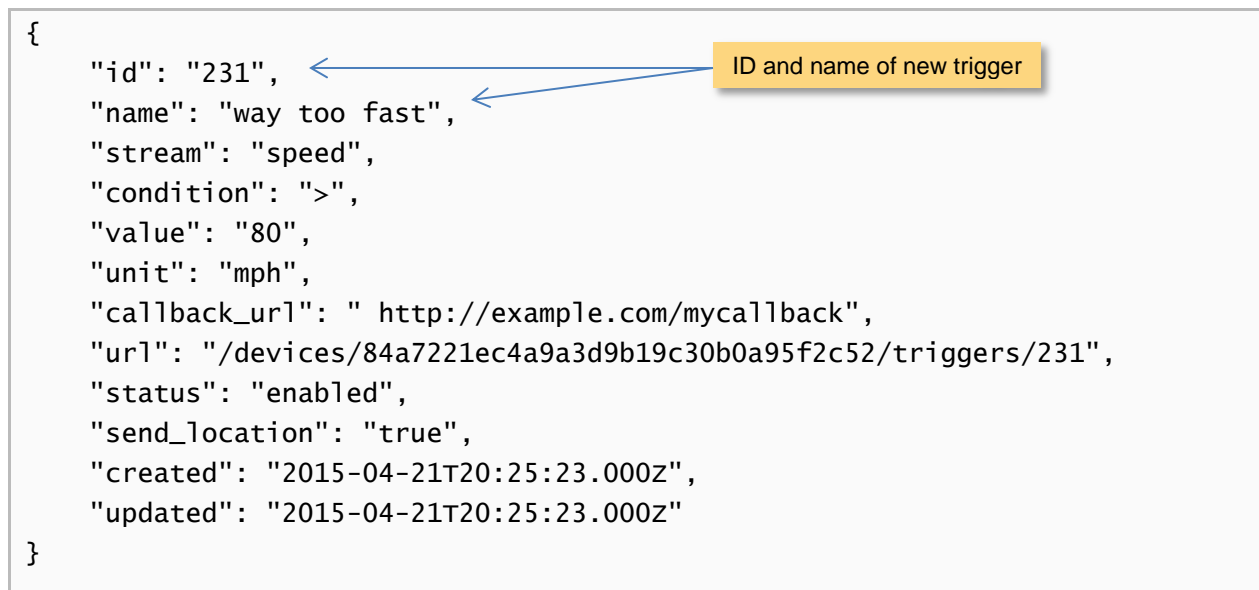 {
"id": "231",
ID and name of new trigger
"name": "way too fast",
"stream": "speed",
"condition": ">",
"value": "80",
"unit": "mph",
"callback_url": " http://example.com/mycallback",
"url": "/devices/84a7221ec4a9a3d9b19c30b0a95f2c52/triggers/231",
"status": "enabled",
"send_location": "true",
"created": "2015-04-21T20:25:23.000Z",
"updated": "2015-04-21T20:25:23.000Z"
}